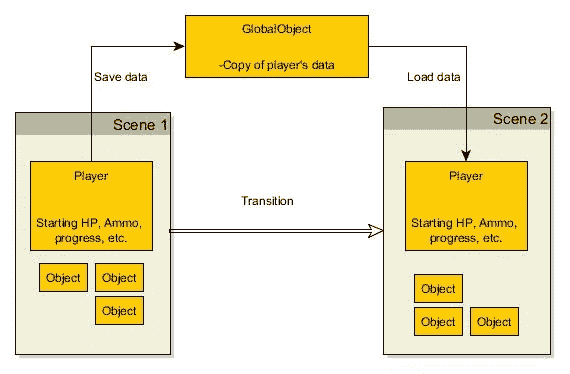 GlobalObject
-Copy of player's data
Save data
Load data
Scene 1
Scene 2
Player
Starting HP, Ammo,
progress, etc.
Transition
Player
Starting HP, Ammo,
progress, etc.
Object
Object
Object
Object
Object
Object